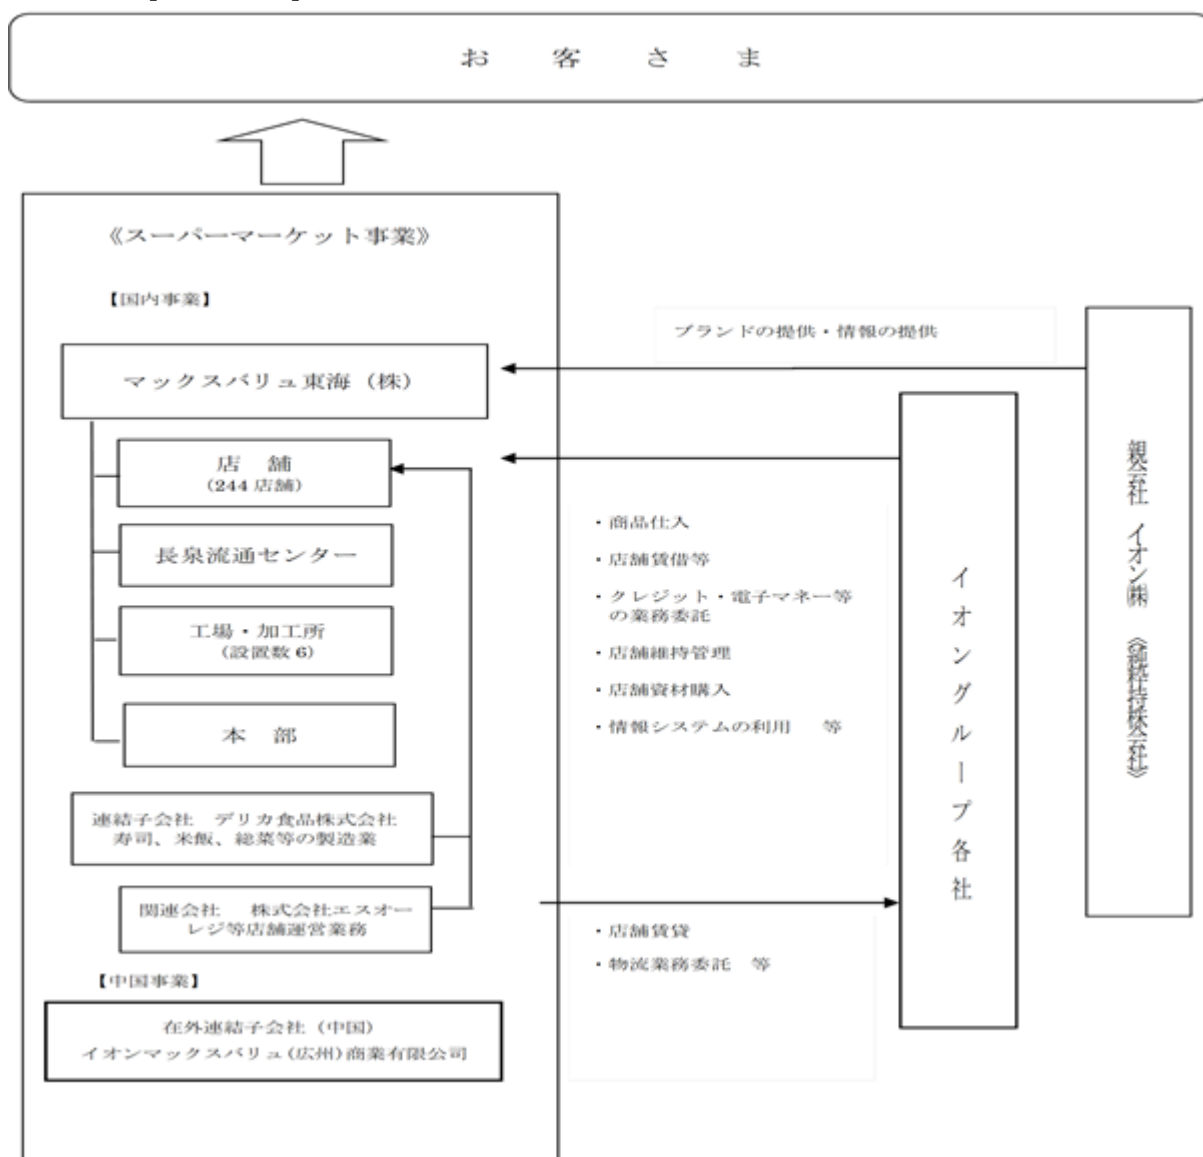 お客さま
《スーパーマーケット事業》
【国内事業】
マックスバリュ東海（株）
店舗
(244 店舗)
長泉流通センター
工場・加工所
(設置数 6)
本部
連結子会社　デリカ食品株式会社
寿司、米飯、総菜等の製造業
関連会社　株式会社エスオー
レジ等店舗運営業務
【中国事業】
在外連結子会社（中国）
イオンマックスバリュ(広州)商業有限公司
ブランドの提供・情報の提供
・商品仕入
・店舗賃借等
・クレジット・電子マネー等
の業務委託
・店舗維持管理
・店舗資材購入
・情報システムの利用　等
・店舗賃貸
・物流業務委託　等
イオングループ各社
親会社 イオン㈱ 《純粋持株会社》